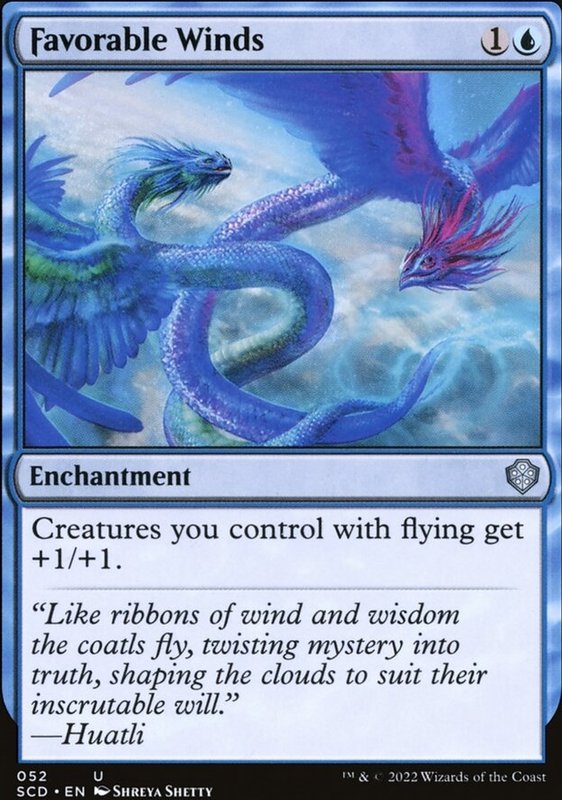 Favorable Winds 1
Enchantment
Creatures you control with flying get
+1/+1.
“Like ribbons of wind and wisdom
the coatls fly, twisting mystery into
truth, shaping the clouds to suit their
inscrutable will.”
—Huatli
052 U
SCD • EN Shreya Shetty
™ & © 2022 Wizards of the Coast